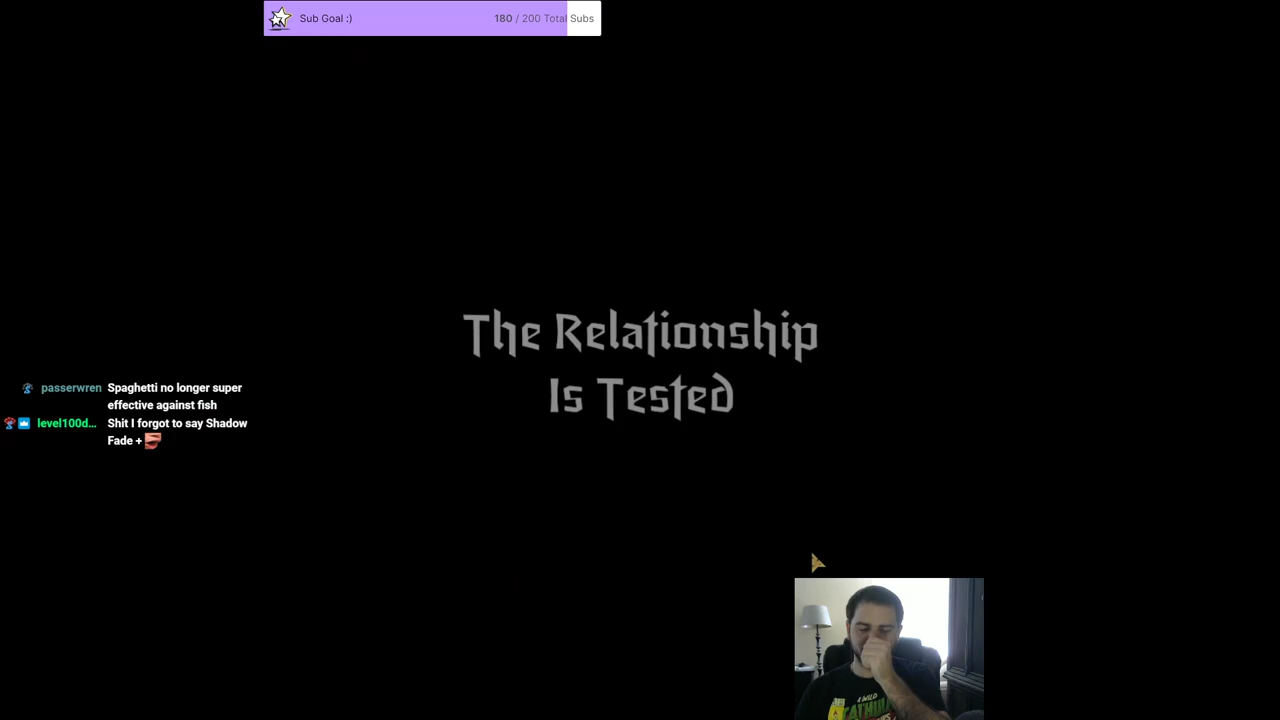 Sub Goal :) 180 / 200 Total Subs
The Relationship
Is Tested
passerwren Spaghetti no longer super
effective against fish
level100d... Shit I forgot to say Shadow
Fade +
A WILD